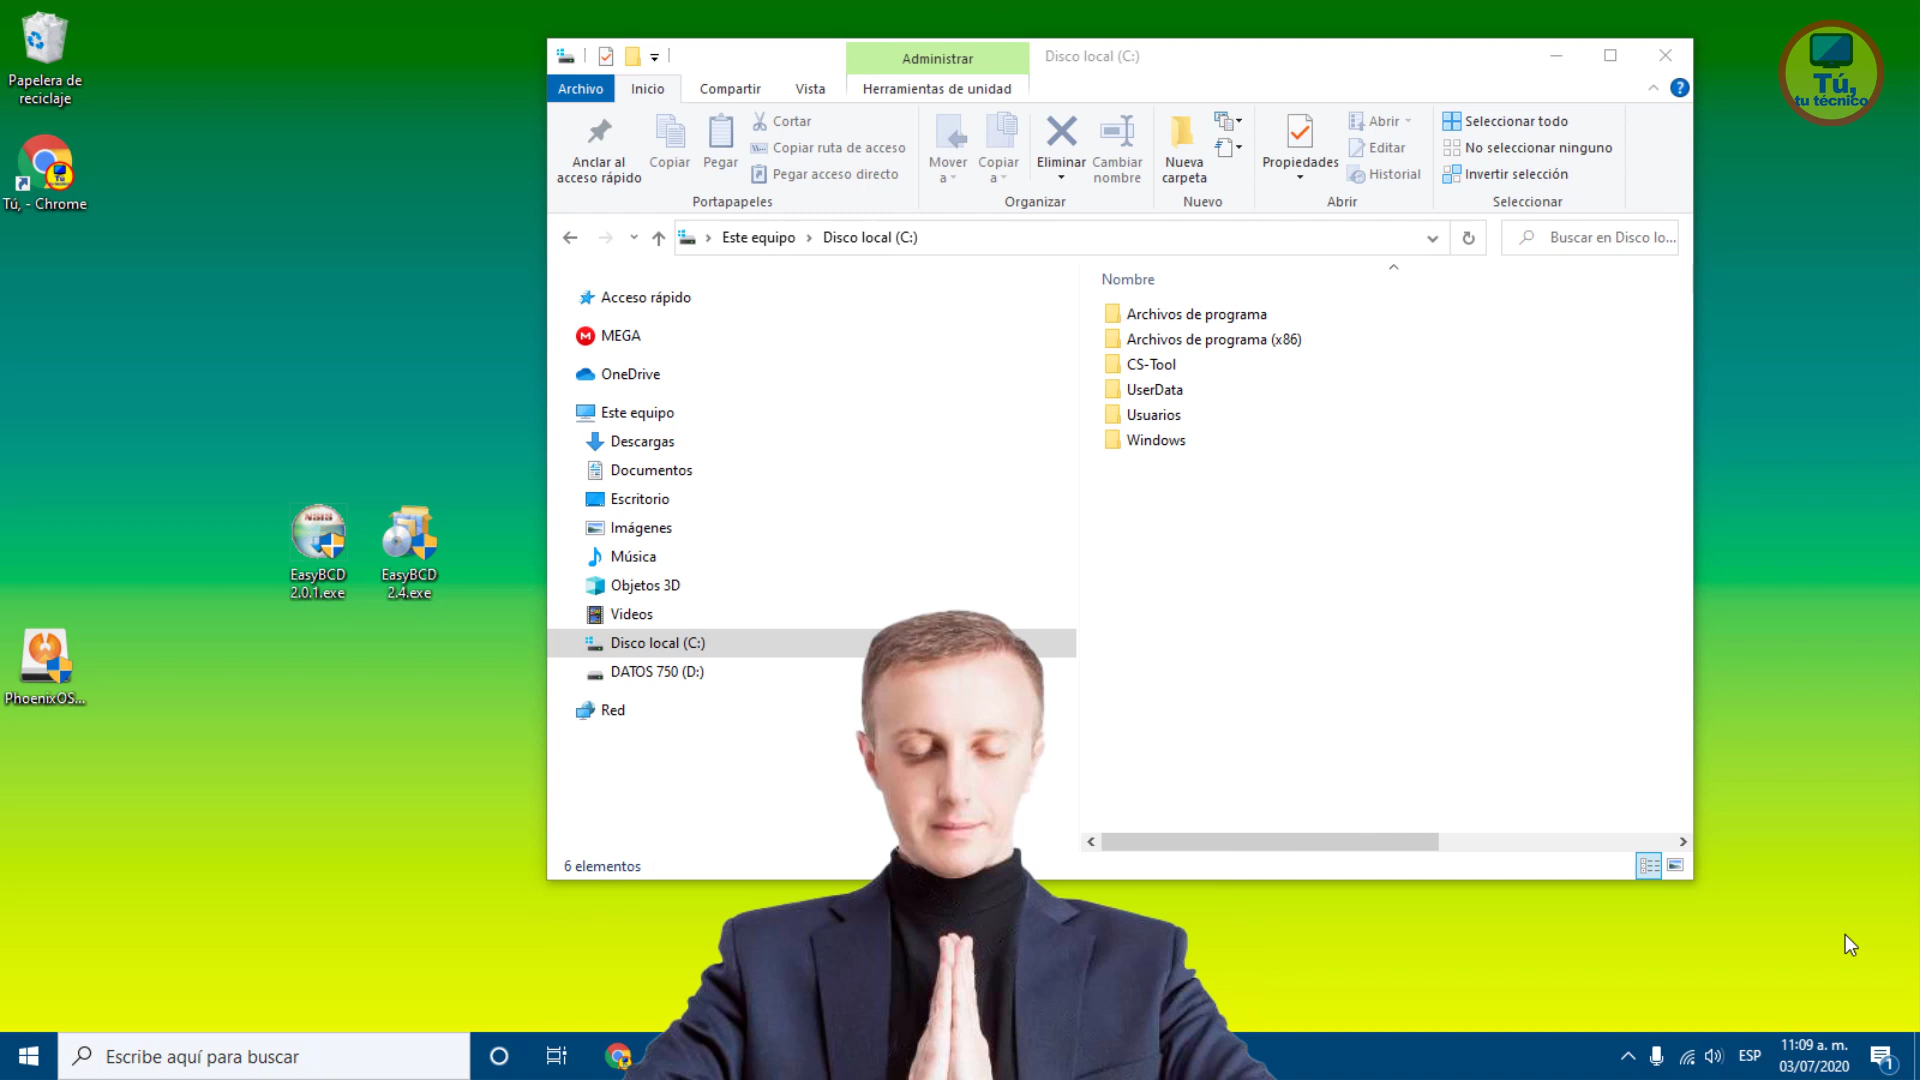 Papelera de
reciclaje
Tú, - Chrome
EasyBCD
2.0.1.exe
EasyBCD
2.4.exe
NSIS
PhoenixOS...
Administrar
Disco local (C:)
Archivo
Inicio
Compartir
Vista
Herramientas de unidad
Anclar al
acceso rápido
Copiar
Pegar
Cortar
Copiar ruta de acceso
Pegar acceso directo
Portapapeles
Mover
a
Copiar
a
Eliminar
Cambiar
nombre
Organizar
Nueva
carpeta
Nuevo
Propiedades
Abrir
Editar
Historial
Abrir
Seleccionar todo
No seleccionar ninguno
Invertir selección
Seleccionar
Este equipo > Disco local (C:)
Buscar en Disco lo...
Acceso rápido
MEGA
OneDrive
Este equipo
Descargas
Documentos
Escritorio
Imágenes
Música
Objetos 3D
Videos
Disco local (C:)
DATOS 750 (D:)
Red
Nombre
Archivos de programa
Archivos de programa (x86)
CS-Tool
UserData
Usuarios
Windows
6 elementos
Tú,
tu técnico
Escribe aquí para buscar
ESP
11:09 a. m.
03/07/2020
1